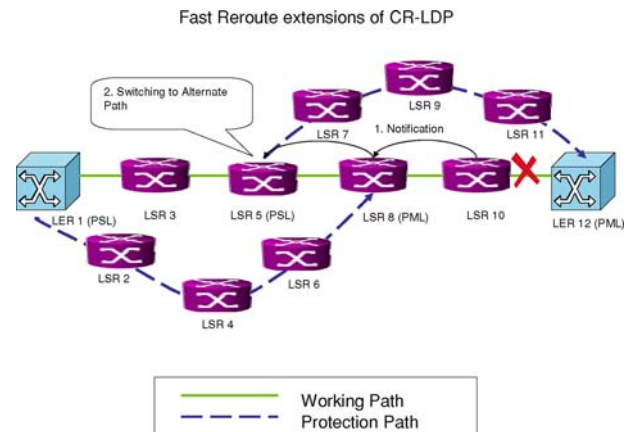 Fast Reroute extensions of CR-LDP
2. Switching to Alternate
Path
LSR 9
LSR 7
1. Notification
LSR 11
LER 1 (PSL)
LSR 3
LSR 5 (PSL)
LSR 8 (PML)
LSR 10
LER 12 (PML)
LSR 2
LSR 6
LSR 4
Working Path
Protection Path